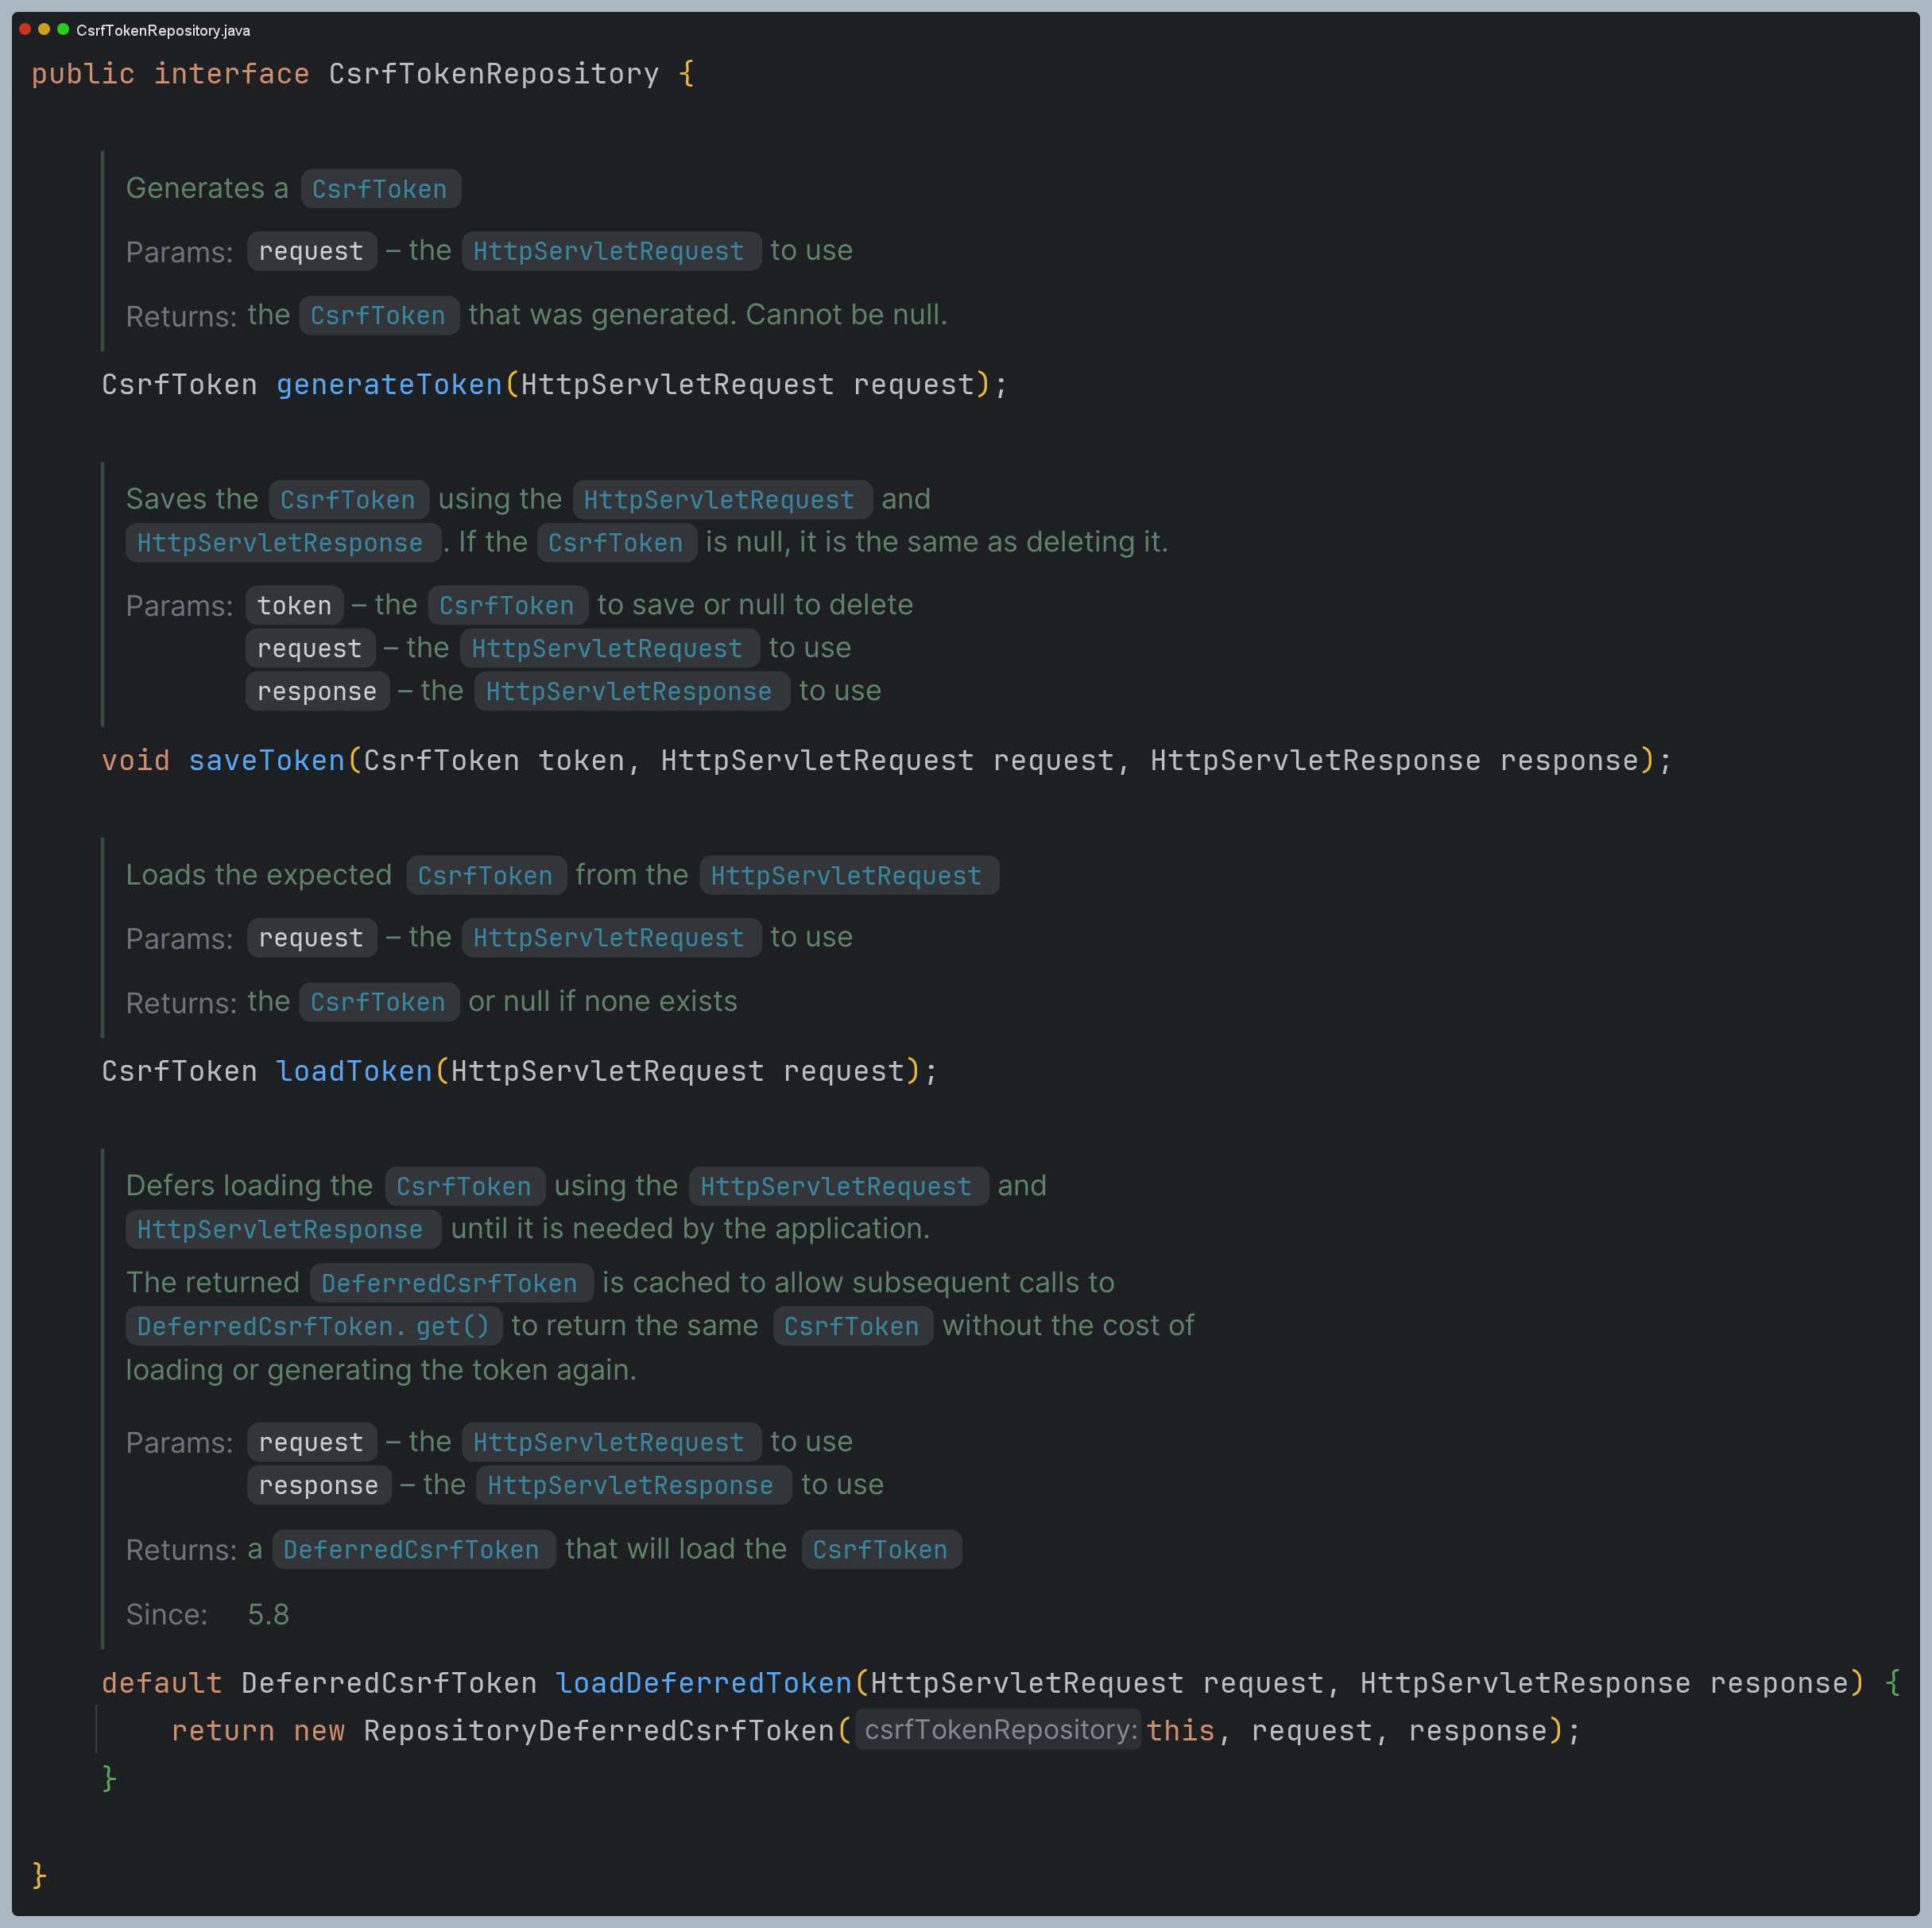 CsrfTokenRepository.java
public interface CsrfTokenRepository {
Generates a CsrfToken
Params: request – the HttpServletRequest to use
Returns: the CsrfToken that was generated. Cannot be null.
CsrfToken generateToken(HttpServletRequest request);
Saves the CsrfToken using the HttpServletRequest and
HttpServletResponse. If the CsrfToken is null, it is the same as deleting it.
Params: token – the CsrfToken to save or null to delete
request – the HttpServletRequest to use
response – the HttpServletResponse to use
void saveToken(CsrfToken token, HttpServletRequest request, HttpServletResponse response);
Loads the expected CsrfToken from the HttpServletRequest
Params: request – the HttpServletRequest to use
Returns: the CsrfToken or null if none exists
CsrfToken loadToken(HttpServletRequest request);
Defers loading the CsrfToken using the HttpServletRequest and
HttpServletResponse until it is needed by the application.
The returned DeferredCsrfToken is cached to allow subsequent calls to
DeferredCsrfToken.get() to return the same CsrfToken without the cost of
loading or generating the token again.
Params: request – the HttpServletRequest to use
response – the HttpServletResponse to use
Returns: a DeferredCsrfToken that will load the CsrfToken
Since: 5.8
default DeferredCsrfToken loadDeferredToken(HttpServletRequest request, HttpServletResponse response) {
return new RepositoryDeferredCsrfToken( csrfTokenRepository: this, request, response);
}
}